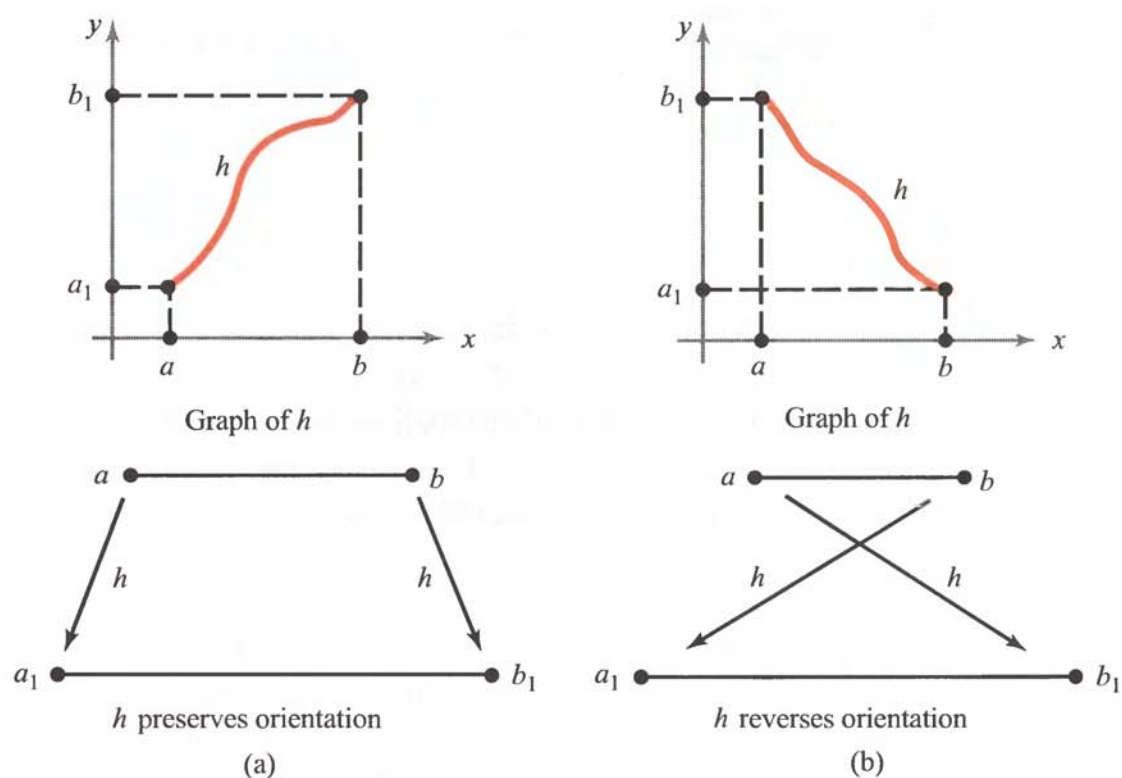 y
b₁
h
a₁
a
b
x
Graph of h
a
b
h
h
a₁
b₁
h preserves orientation
(a)
y
b₁
h
a₁
a
b
x
Graph of h
a
b
h
h
a₁
b₁
h reverses orientation
(b)